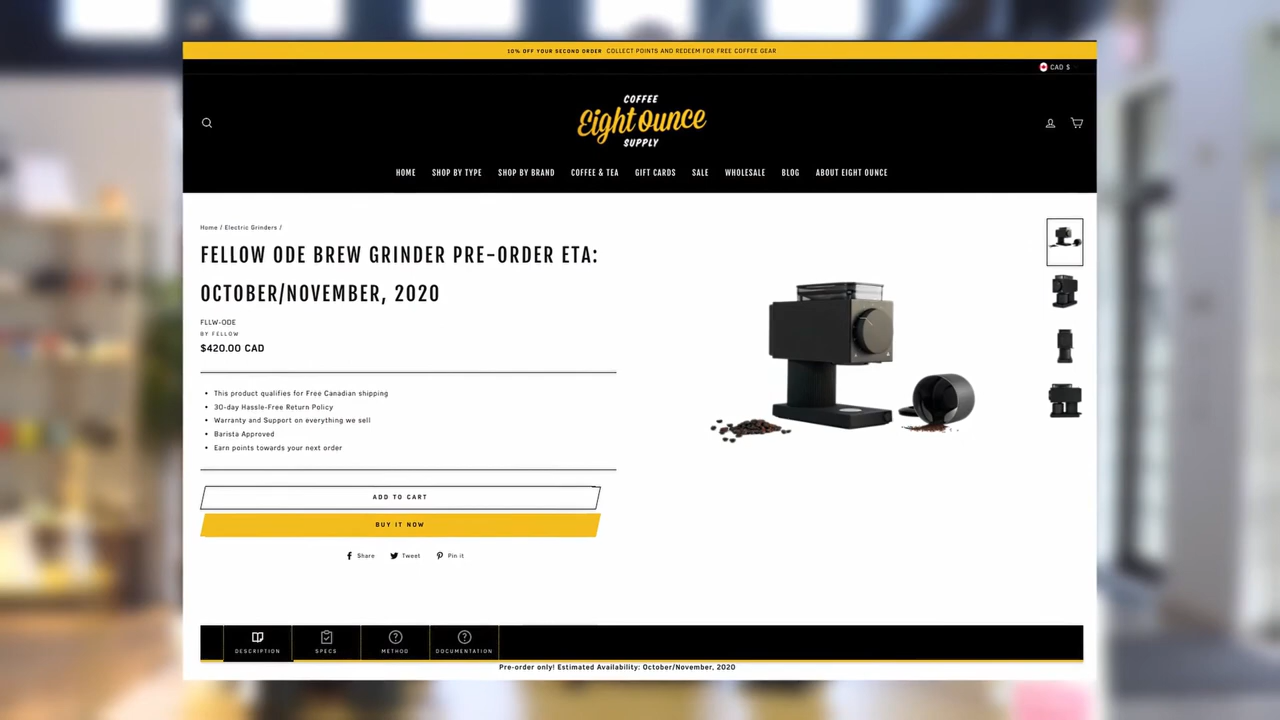 10% OFF YOUR SECOND ORDER COLLECT POINTS AND REDEEM FOR FREE COFFEE GEAR
CAD $
COFFEE
Eight Ounce
SUPPLY
HOME SHOP BY TYPE SHOP BY BRAND COFFEE & TEA GIFT CARDS SALE WHOLESALE BLOG ABOUT EIGHT OUNCE
Home / Electric Grinders /
FELLOW ODE BREW GRINDER PRE-ORDER ETA:
OCTOBER/NOVEMBER, 2020
FLLW-ODE
BY FELLOW
$420.00 CAD
This product qualifies for Free Canadian shipping
30-day Hassle-Free Return Policy
Warranty and Support on everything we sell
Barista Approved
Earn points towards your next order
ADD TO CART
BUY IT NOW
Share Tweet Pin it
DESCRIPTION SPECS METHOD DOCUMENTATION
Pre-order only! Estimated Availability: October/November, 2020